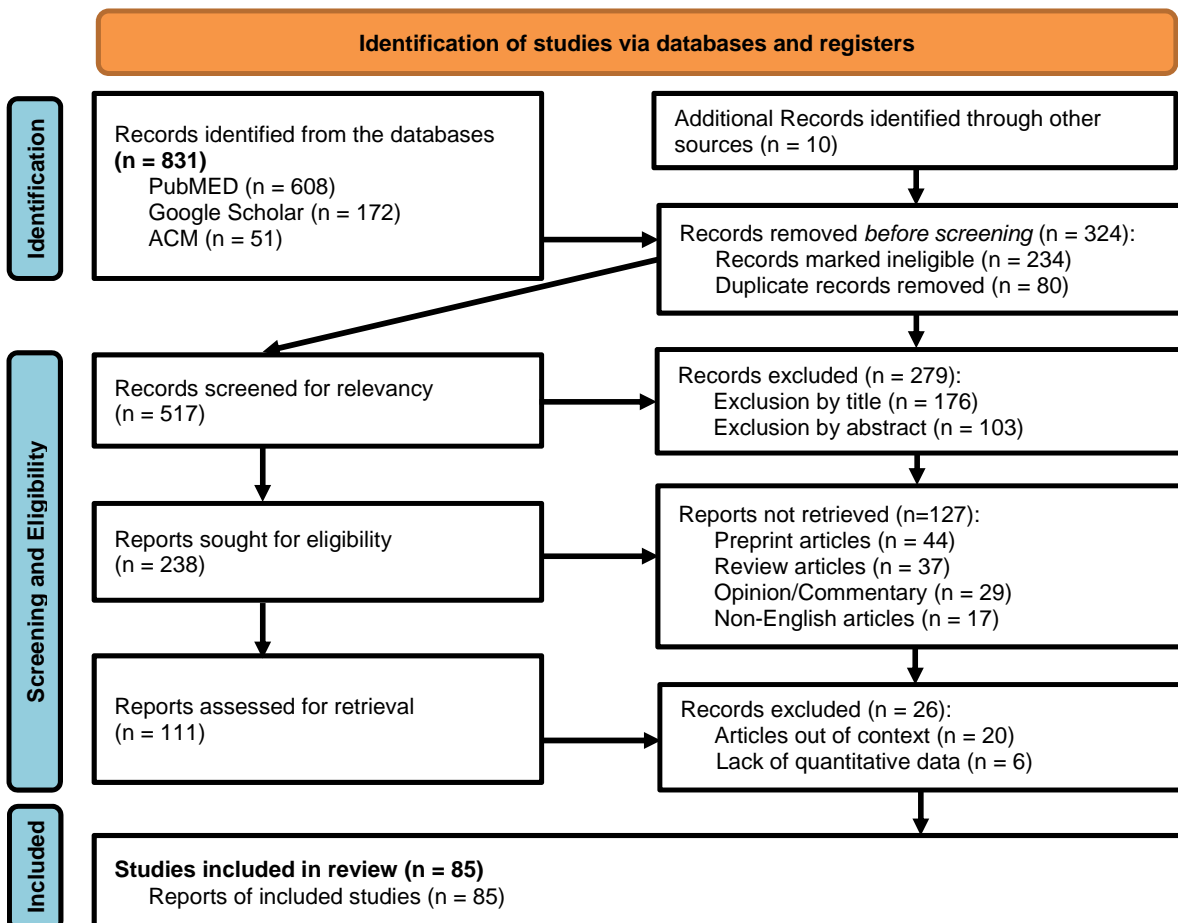 Identification of studies via databases and registers
Identification
Records identified from the databases
(n = 831)
PubMED (n = 608)
Google Scholar (n = 172)
ACM (n = 51)
Additional Records identified through other
sources (n = 10)
Records removed before screening (n = 324):
Records marked ineligible (n = 234)
Duplicate records removed (n = 80)
Screening and Eligibility
Records screened for relevancy
(n = 517)
Records excluded (n = 279):
Exclusion by title (n = 176)
Exclusion by abstract (n = 103)
Reports sought for eligibility
(n = 238)
Reports not retrieved (n=127):
Preprint articles (n = 44)
Review articles (n = 37)
Opinion/Commentary (n = 29)
Non-English articles (n = 17)
Reports assessed for retrieval
(n = 111)
Records excluded (n = 26):
Articles out of context (n = 20)
Lack of quantitative data (n = 6)
Included
Studies included in review (n = 85)
Reports of included studies (n = 85)